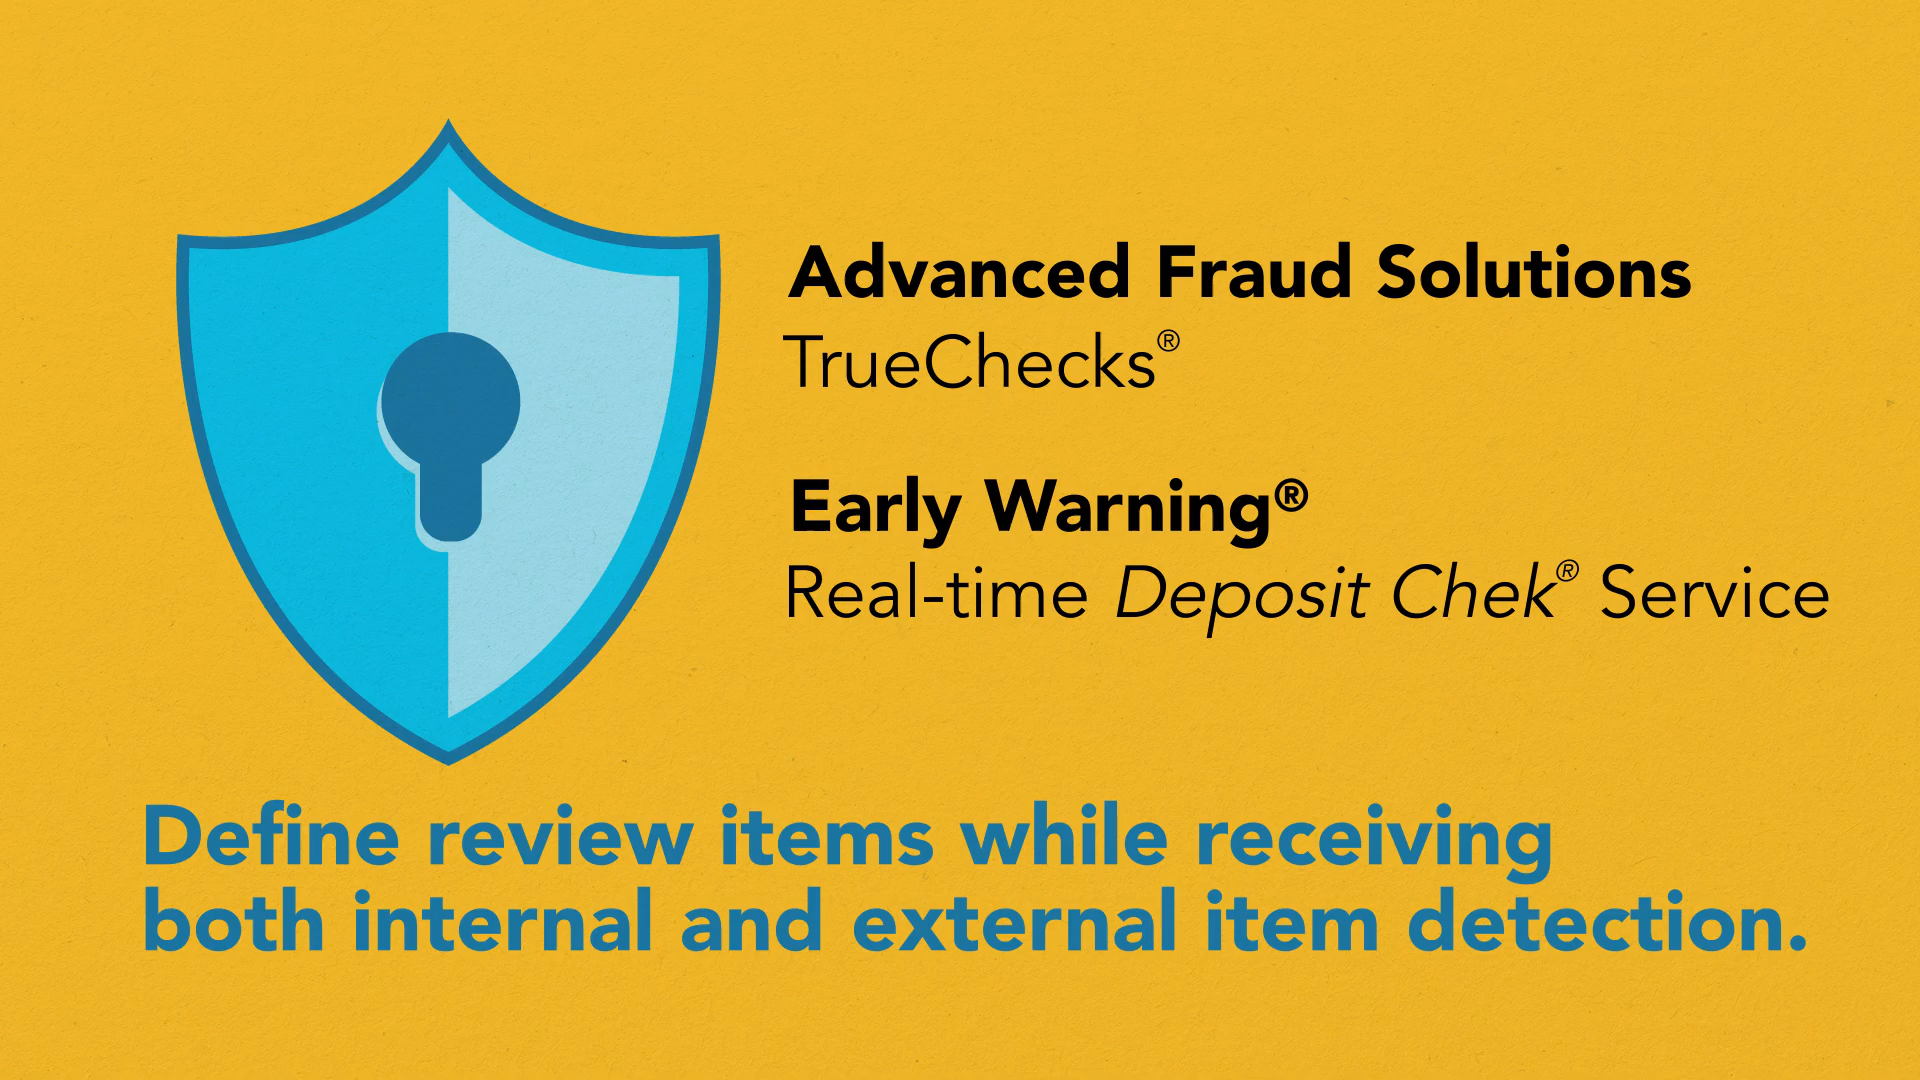 Advanced Fraud Solutions
TrueChecks®
Early Warning®
Real-time Deposit Chek® Service
Define review items while receiving
both internal and external item detection.